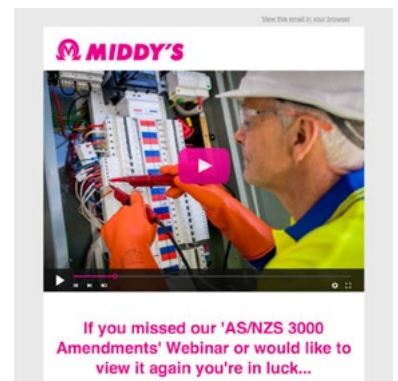 View this email in your browser
MIDDY'S
If you missed our 'AS/NZS 3000
Amendments' Webinar or would like to
view it again you're in luck...